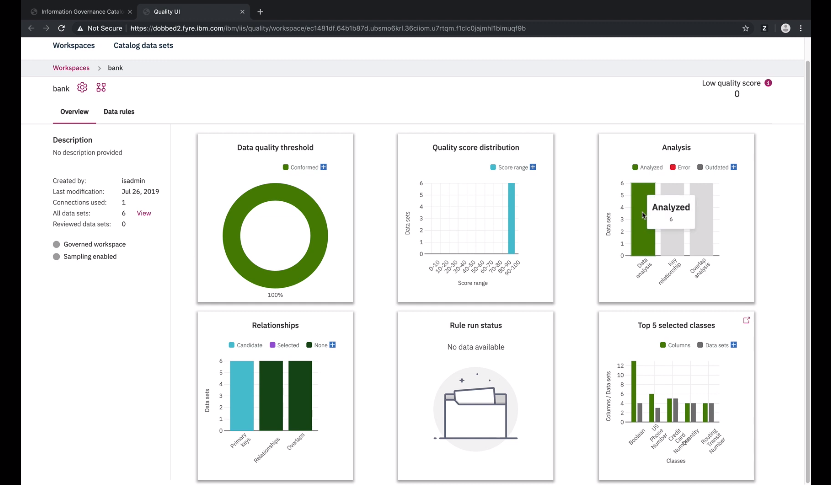 Information Governance Catal
Quality UI
Not Secure
https://dobbed2.fyre.ibm.com/ibm/iis/quality/workspace/
Workspaces
Catalog data sets
Workspaces > bank
bank
Low quality score
0
Overview
Data rules
Description
No description provided
Created by: isadmin
Last modification: Jul 26, 2019
Connections used: 1
All data sets: 6 View
Reviewed data sets: 0
Governed workspace
Sampling enabled
Data quality threshold
Conformed
100%
Quality score distribution
Score range
6
5
4
3
2
1
0
Data sets
0-10
10-20
20-30
30-40
40-50
50-60
60-70
70-80
80-90
90-100
Score range
Analysis
Analyzed
Error
Outdated
6
5
4
3
2
1
0
Data sets
Analyzed
6
Data
analysis
Key
relationship
Overlap
analysis
Relationships
Candidate
Selected
None
6
5
4
3
2
1
0
Data sets
Primary
keys
Relationships
Overlaps
Rule run status
No data available
Top 5 selected classes
Columns
Data sets
12
10
8
6
4
2
0
Columns / Data sets
Boolean
US
Phone
Number
Credit
Card
Number
Quantity
Routing
Transit
Number
Classes